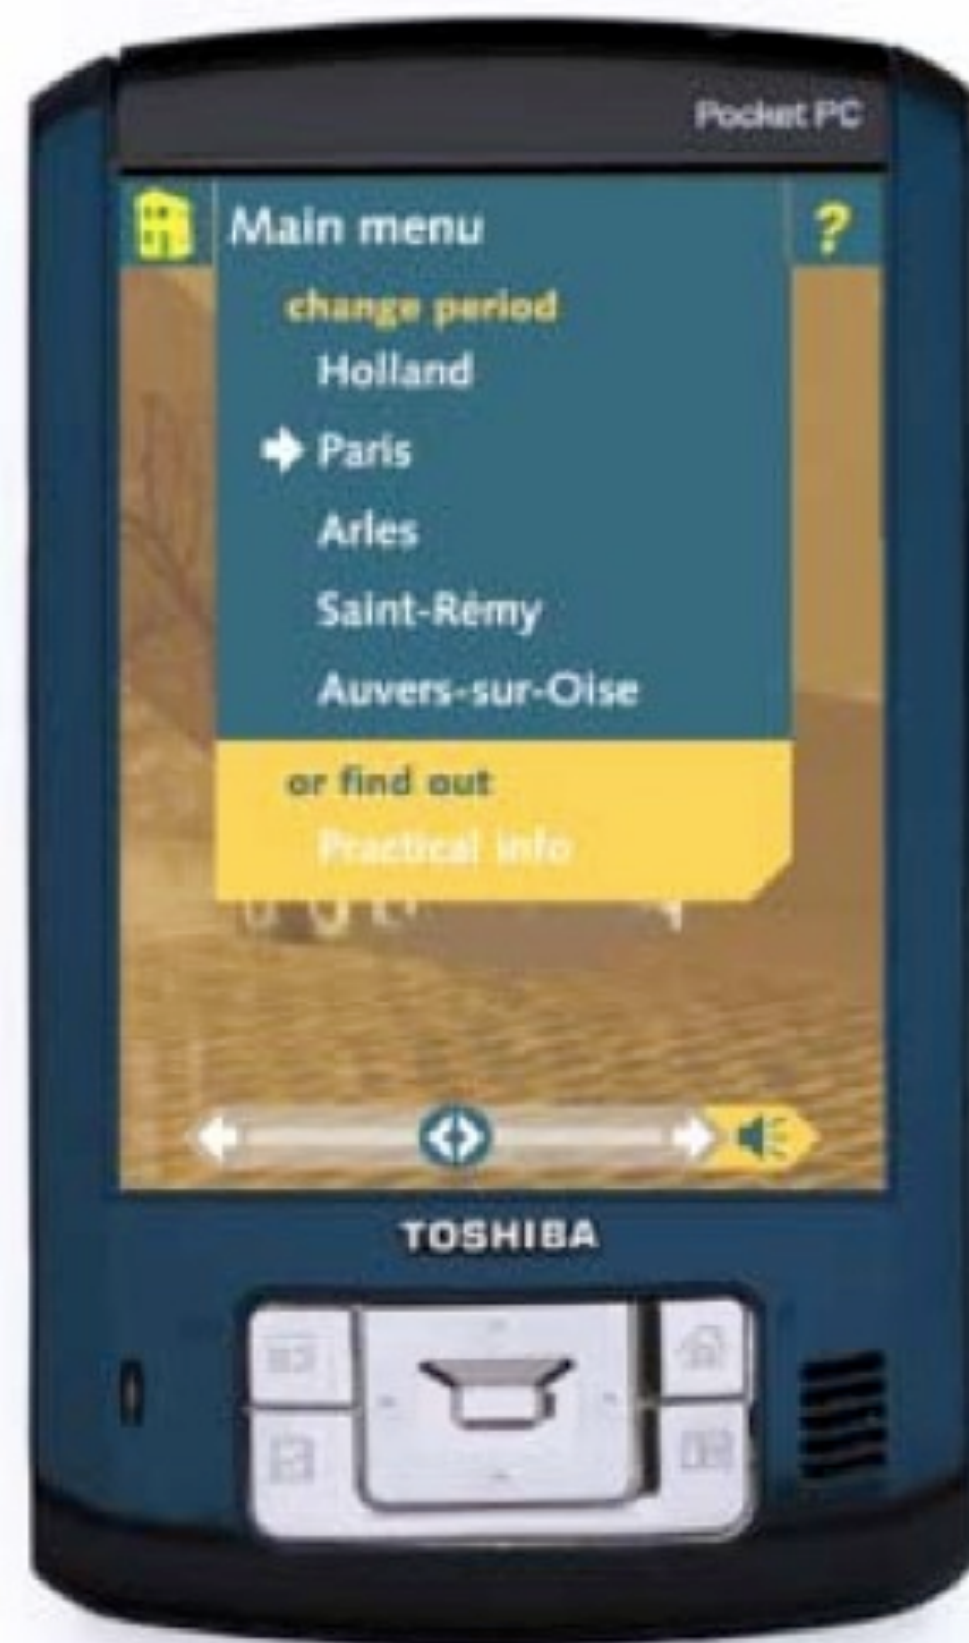 Pocket PC
Main menu
?
change period
Holland
Paris
Arles
Saint-Rémy
Auvers-sur-Oise
or find out
Practical info
TOSHIBA